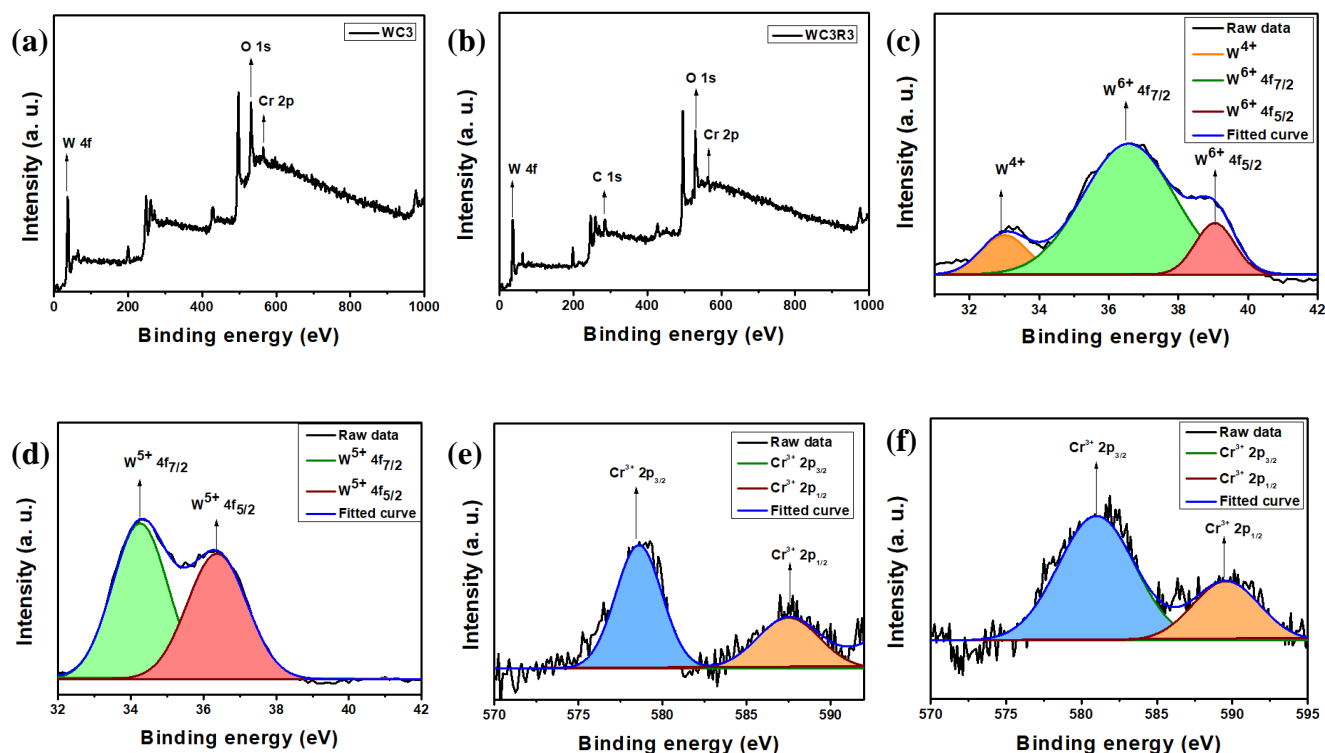 (a)
WC3
O 1s
Cr 2p
W 4f
Intensity (a. u.)
0 200 400 600 800 1000
Binding energy (eV)
(b)
WC3R3
O 1s
Cr 2p
W 4f
C 1s
Intensity (a. u.)
0 200 400 600 800 1000
Binding energy (eV)
(c)
Raw data
W⁴⁺
W⁶⁺ 4f₇/₂
W⁶⁺ 4f₅/₂
Fitted curve
W⁶⁺ 4f₇/₂
W⁶⁺ 4f₅/₂
W⁴⁺
Intensity (a. u.)
32 34 36 38 40 42
Binding energy (eV)
(d)
Raw data
W⁵⁺ 4f₇/₂
W⁵⁺ 4f₅/₂
Fitted curve
W⁵⁺ 4f₇/₂
W⁵⁺ 4f₅/₂
Intensity (a. u.)
32 34 36 38 40 42
Binding energy (eV)
(e)
Raw data
Cr³⁺ 2p₃/₂
Cr³⁺ 2p₁/₂
Fitted curve
Cr³⁺ 2p₃/₂
Cr³⁺ 2p₁/₂
Intensity (a. u.)
570 575 580 585 590
Binding energy (eV)
(f)
Raw data
Cr³⁺ 2p₃/₂
Cr³⁺ 2p₁/₂
Fitted curve
Cr³⁺ 2p₃/₂
Cr³⁺ 2p₁/₂
Intensity (a. u.)
570 575 580 585 590 595
Binding energy (eV)